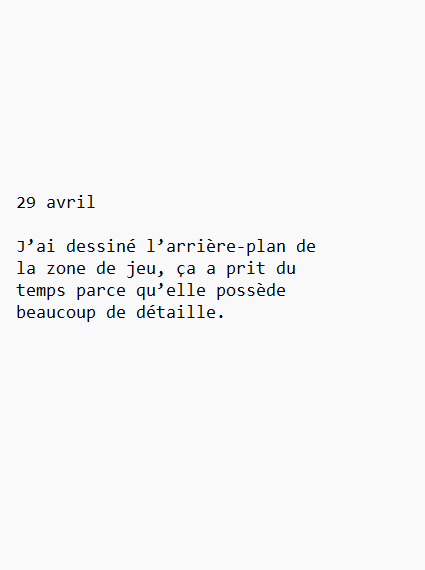 29 avril
J’ai dessiné l’arrière-plan de
la zone de jeu, ça a prit du
temps parce qu’elle possède
beaucoup de détaille.